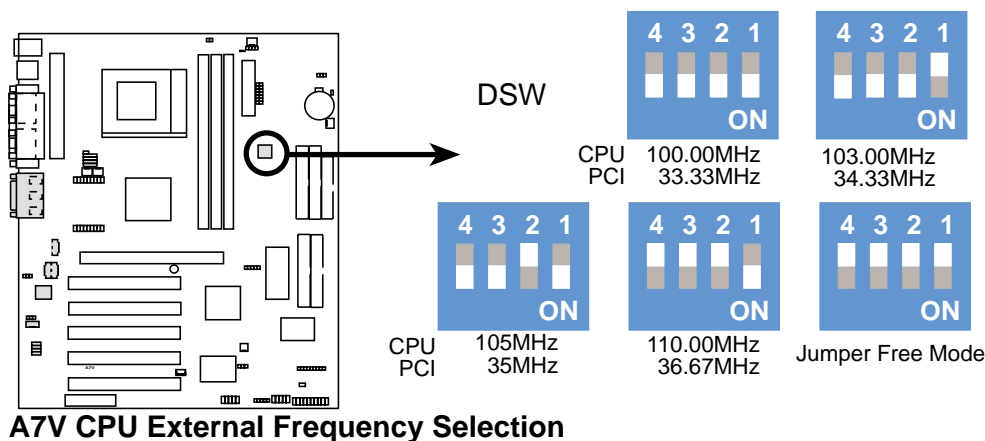 4 3 2 1
ON
4 3 2 1
ON
DSW
CPU 100.00MHz 103.00MHz
PCI 33.33MHz 34.33MHz
4 3 2 1
ON
4 3 2 1
ON
4 3 2 1
ON
CPU 105MHz 110.00MHz Jumper Free Mode
PCI 35MHz 36.67MHz
A7V
A7V CPU External Frequency Selection